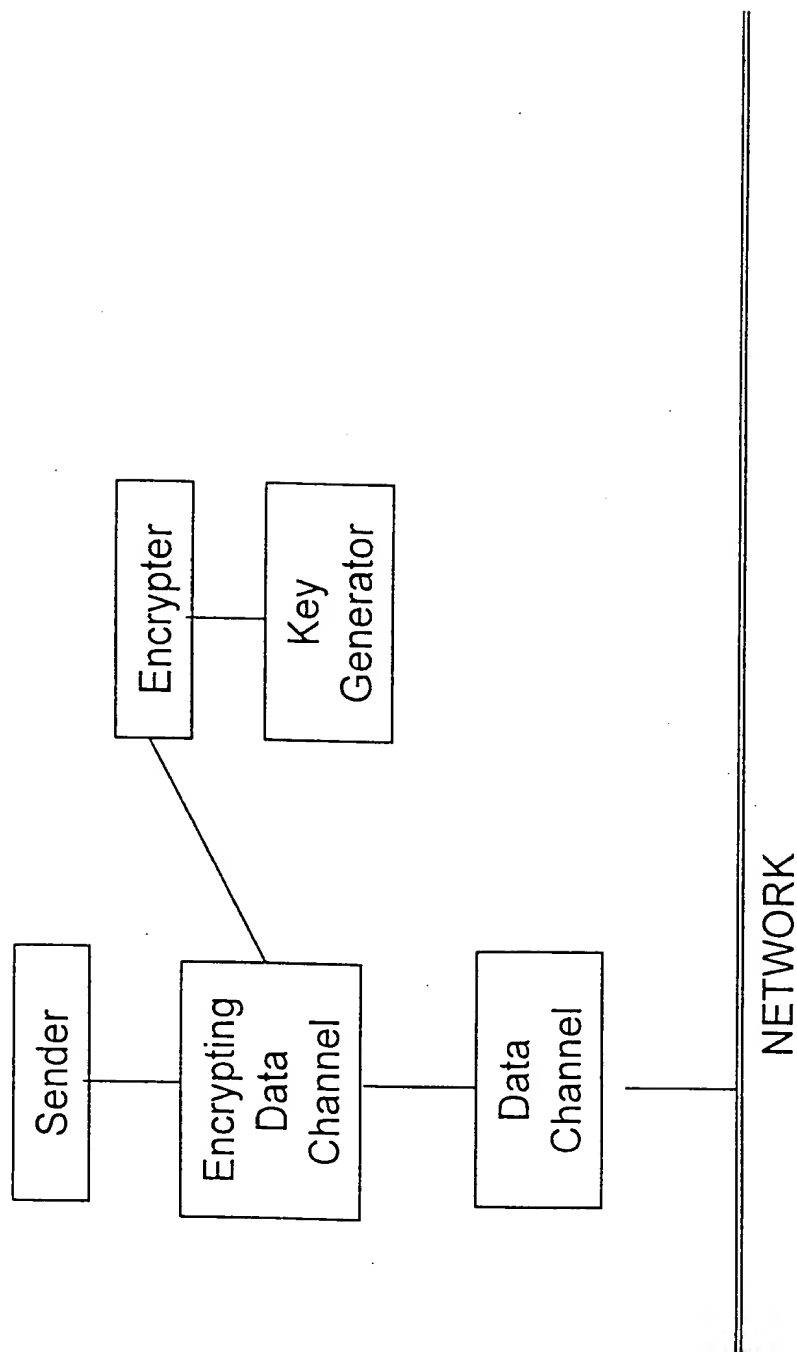 Sender
Encrypting
Data
Channel
Encrypter
Key
Generator
Data
Channel
NETWORK